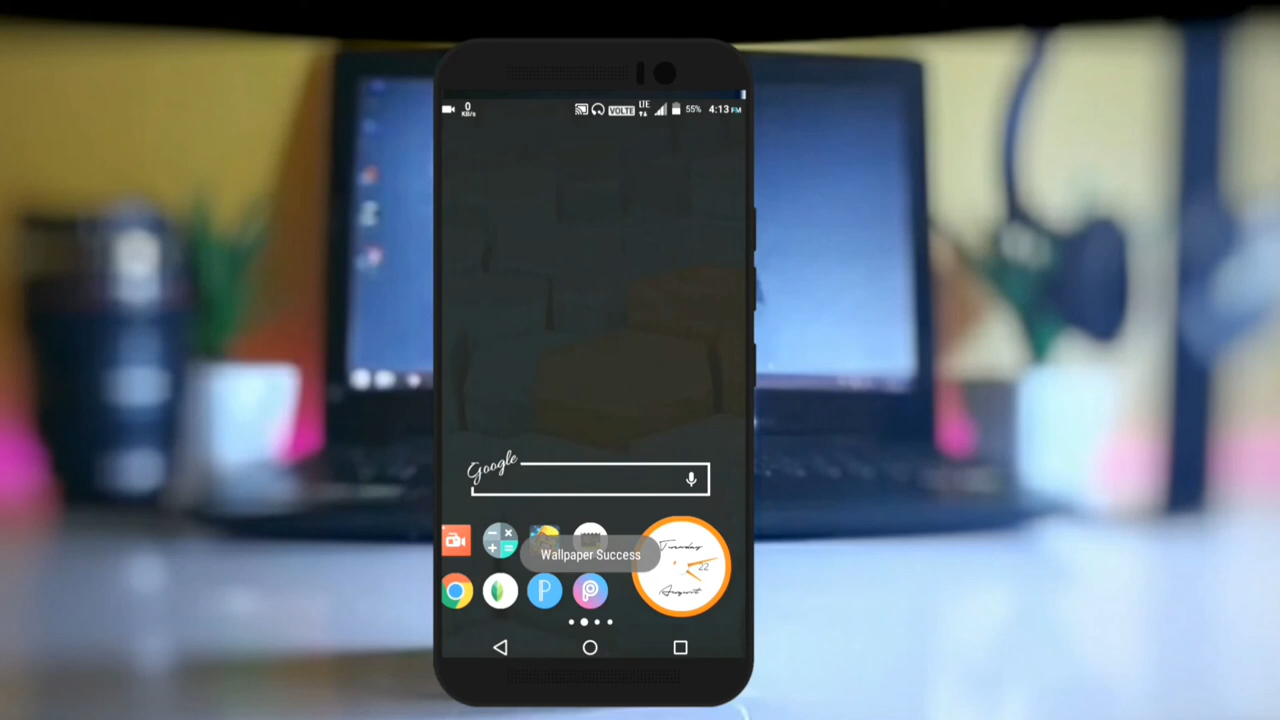 0
KB/s
VOLTE
LTE
55%
4:13 PM
Google
Wallpaper Success
Tuesday
22
August